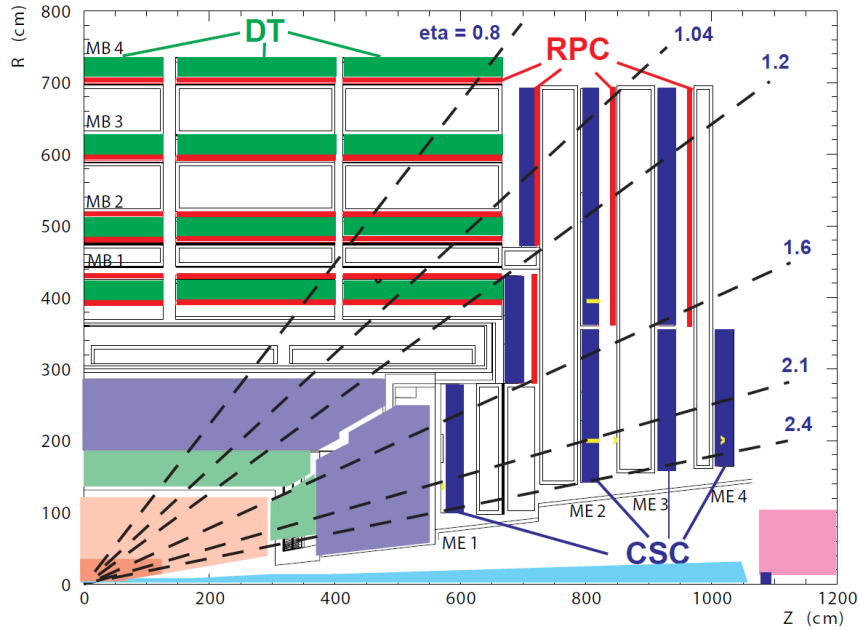 R (cm)
800
700
600
500
400
300
200
100
0
MB 4
DT
MB 3
MB 2
MB 1
eta = 0.8
RPC
1.04
1.2
1.6
2.1
2.4
ME 1
ME 2
ME 3
ME 4
CSC
0
200
400
600
800
1000
1200
Z (cm)